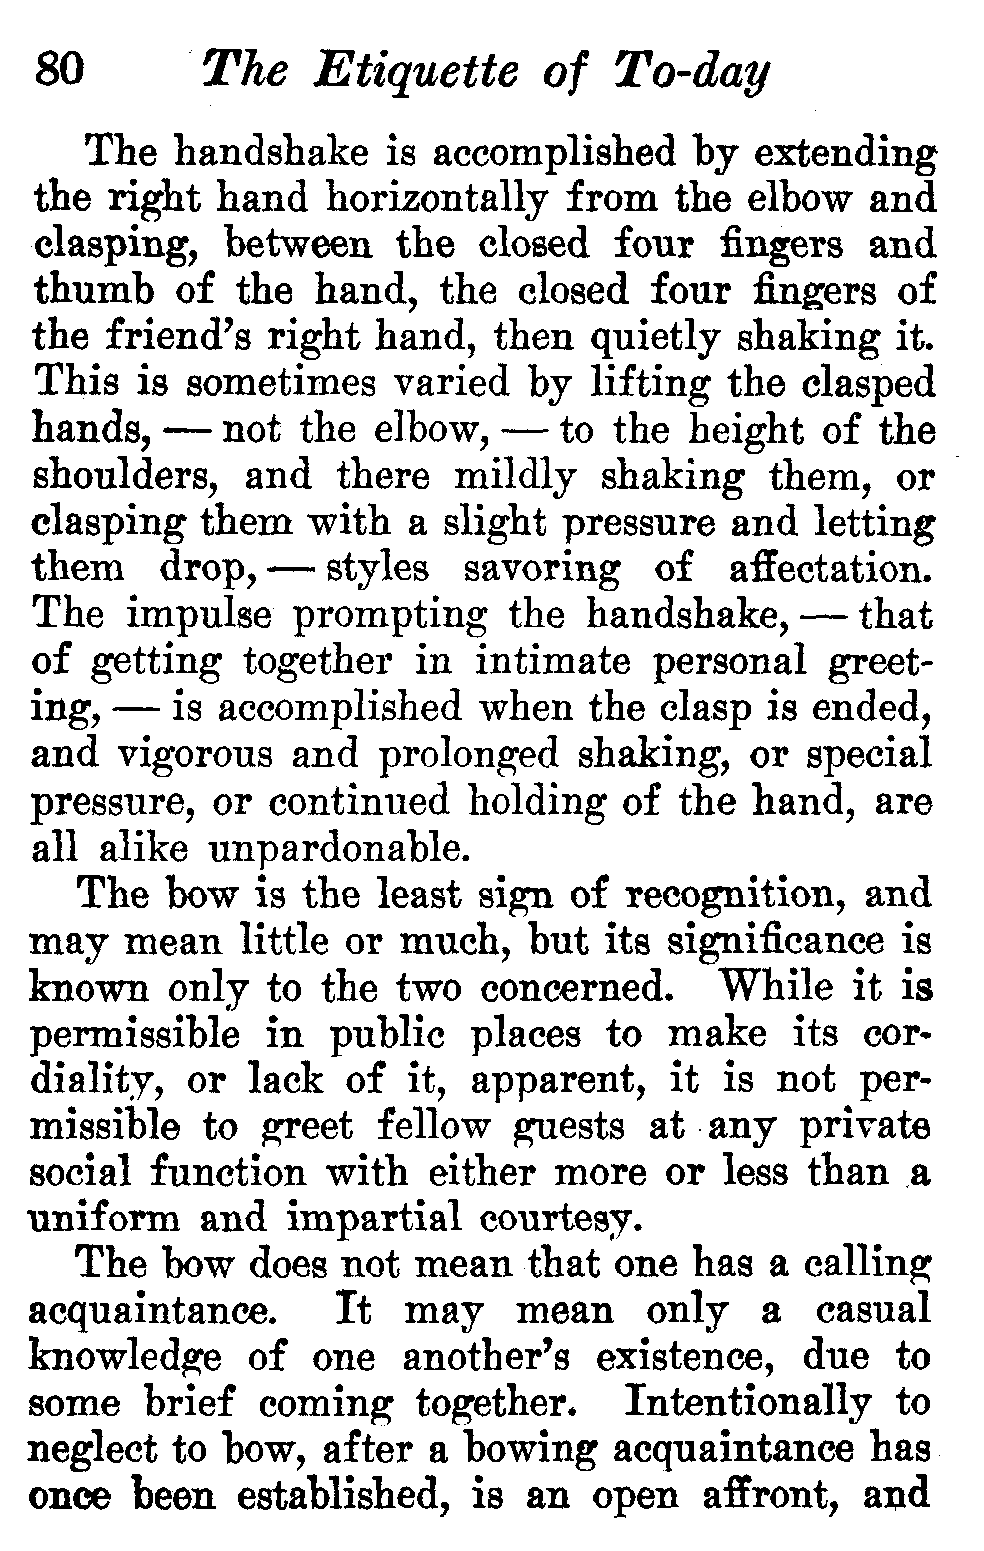 80 The Etiquette of To-day
The handshake is accomplished by extending
the right hand horizontally from the elbow and
clasping, between the closed four fingers and
thumb of the hand, the closed four fingers of
the friend's right hand, then quietly shaking it.
This is sometimes varied by lifting the clasped
hands, — not the elbow, — to the height of the
shoulders, and there mildly shaking them, or
clasping them with a slight pressure and letting
them drop, — styles savoring of affectation.
The impulse prompting the handshake, — that
of getting together in intimate personal greet-
ing, — is accomplished when the clasp is ended,
and vigorous and prolonged shaking, or special
pressure, or continued holding of the hand, are
all alike unpardonable.
The bow is the least sign of recognition, and
may mean little or much, but its significance is
known only to the two concerned. While it is
permissible in public places to make its cor-
diality, or lack of it, apparent, it is not per-
missible to greet fellow guests at any private
social function with either more or less than a
uniform and impartial courtesy.
The bow does not mean that one has a calling
acquaintance. It may mean only a casual
knowledge of one another's existence, due to
some brief coming together. Intentionally to
neglect to bow, after a bowing acquaintance has
once been established, is an open affront, and